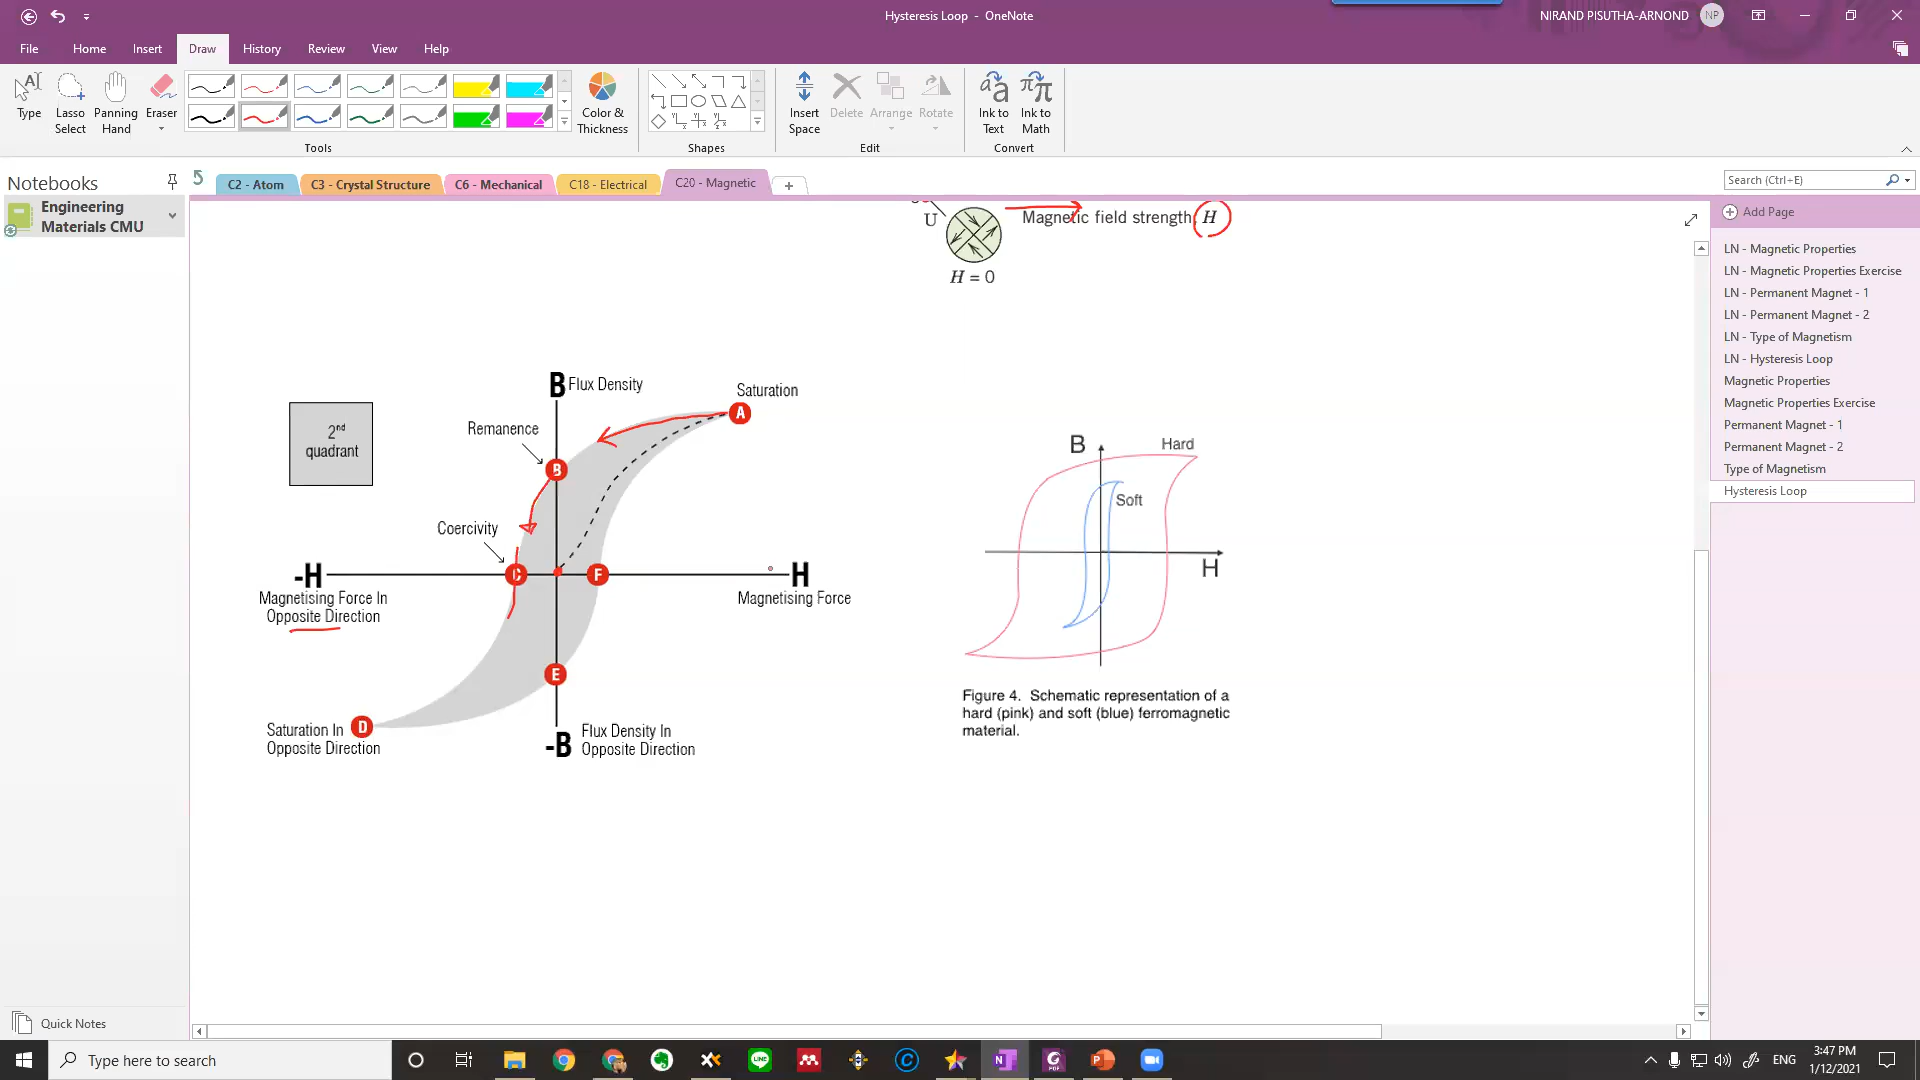 Hysteresis Loop - OneNote
NIRAND PISUTHA-ARNOND
NP
File
Home
Insert
Draw
History
Review
View
Help
Type
Lasso
Select
Panning
Hand
Eraser
Color &
Thickness
Insert
Space
Delete
Arrange
Rotate
Ink to
Text
Ink to
Math
Tools
Shapes
Edit
Convert
Notebooks
C2 - Atom
C3 - Crystal Structure
C6 - Mechanical
C18 - Electrical
C20 - Magnetic
Search (Ctrl+E)
Engineering
Materials CMU
Add Page
U
Magnetic field strength, H
H = 0
LN - Magnetic Properties
LN - Magnetic Properties Exercise
LN - Permanent Magnet - 1
LN - Permanent Magnet - 2
LN - Type of Magnetism
LN - Hysteresis Loop
Magnetic Properties
Magnetic Properties Exercise
Permanent Magnet - 1
Permanent Magnet - 2
Type of Magnetism
Hysteresis Loop
2nd
quadrant
B Flux Density
Saturation
A
Remanence
B
Coercivity
C
F
-H
Magnetising Force In
Opposite Direction
H
Magnetising Force
E
Saturation In
Opposite Direction
D
-B
Flux Density In
Opposite Direction
B
Hard
Soft
H
Figure 4. Schematic representation of a
hard (pink) and soft (blue) ferromagnetic
material.
Quick Notes
Type here to search
ENG
3:47 PM
1/12/2021